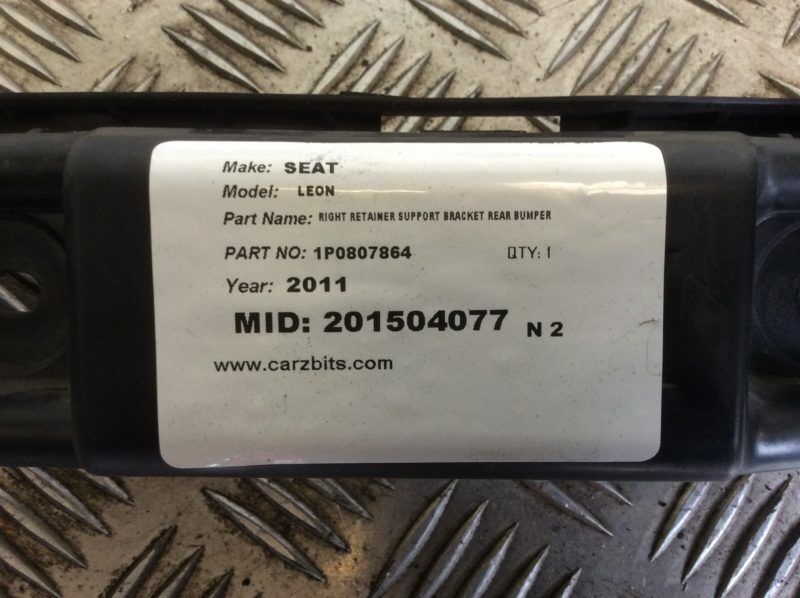 Make: SEAT
Model: LEON
Part Name: RIGHT RETAINER SUPPORT BRACKET REAR BUMPER
PART NO: 1P0807864 QTY: 1
Year: 2011
MID: 201504077 N 2
www.carzbits.com